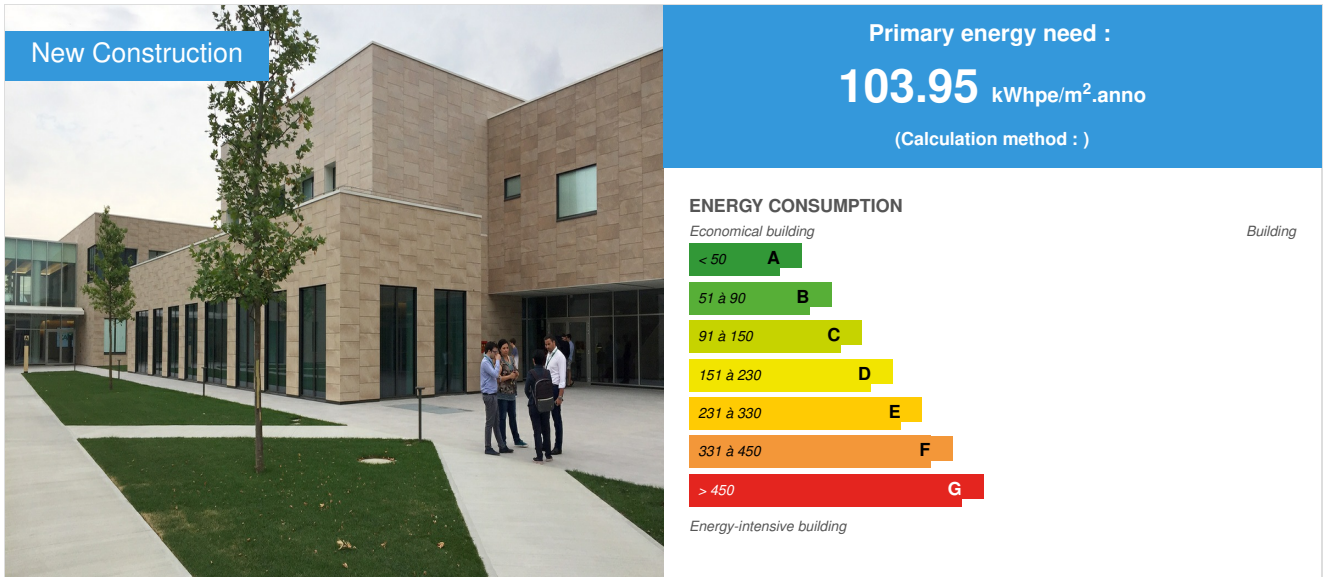 New Construction
Primary energy need :
103.95 kWhpe/m².anno
(Calculation method : )
ENERGY CONSUMPTION
Economical building
Building
< 50 A
51 à 90 B
91 à 150 C
151 à 230 D
231 à 330 E
331 à 450 F
> 450 G
Energy-intensive building